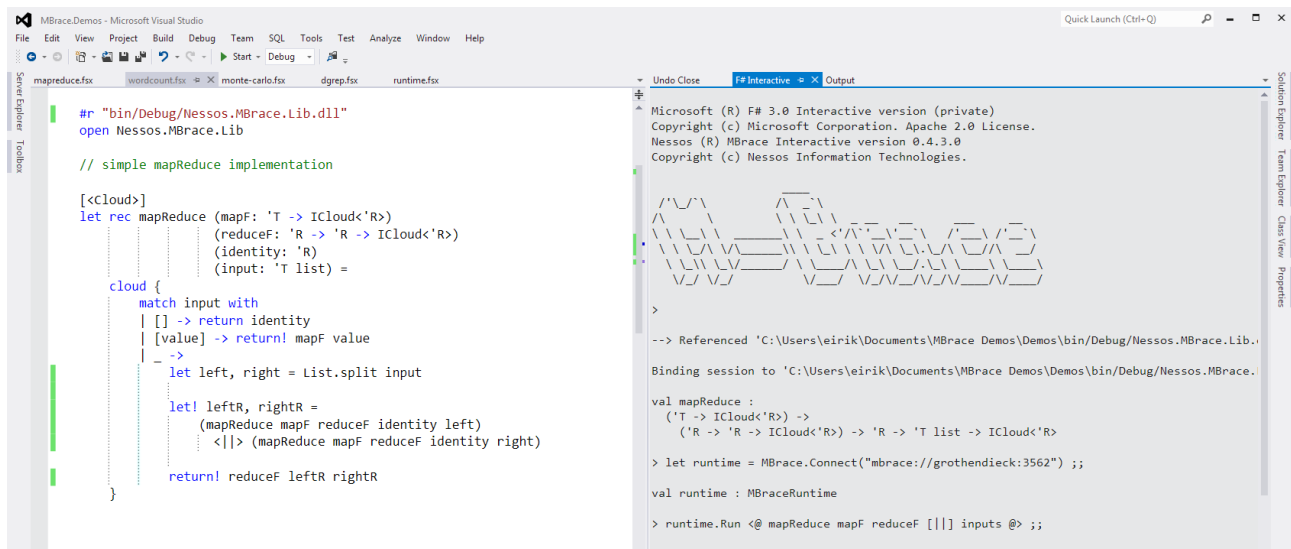 MBrace.Demos - Microsoft Visual Studio
Quick Launch (Ctrl+Q)
File Edit View Project Build Debug Team SQL Tools Test Analyze Window Help
Start Debug
Server Explorer
Toolbox
mapreduce.fsx wordcount.fsx monte-carlo.fsx dgrep.fsx runtime.fsx
#r "bin/Debug/Nessos.MBrace.Lib.dll"
open Nessos.MBrace.Lib
// simple mapReduce implementation
[<Cloud>]
let rec mapReduce (mapF: 'T -> ICloud<'R>)
(reduceF: 'R -> 'R -> ICloud<'R>)
(identity: 'R)
(input: 'T list) =
cloud {
match input with
| [] -> return identity
| [value] -> return! mapF value
| _ ->
let left, right = List.split input
let! leftR, rightR =
(mapReduce mapF reduceF identity left)
<||> (mapReduce mapF reduceF identity right)
return! reduceF leftR rightR
}
Undo Close F# Interactive Output
Microsoft (R) F# 3.0 Interactive version (private)
Copyright (c) Microsoft Corporation. Apache 2.0 License.
Nessos (R) MBrace Interactive version 0.4.3.0
Copyright (c) Nessos Information Technologies.
>
--> Referenced 'C:\Users\eirik\Documents\MBrace Demos\Demos\bin/Debug/Nessos.MBrace.Lib.
Binding session to 'C:\Users\eirik\Documents\MBrace Demos\Demos\bin/Debug/Nessos.MBrace.
val mapReduce :
('T -> ICloud<'R>) ->
('R -> 'R -> ICloud<'R>) -> 'R -> 'T list -> ICloud<'R>
> let runtime = MBrace.Connect("mbrace://grothendieck:3562") ;;
val runtime : MBraceRuntime
> runtime.Run <@ mapReduce mapF reduceF [||] inputs @> ;;
Solution Explorer
Team Explorer
Class View
Properties